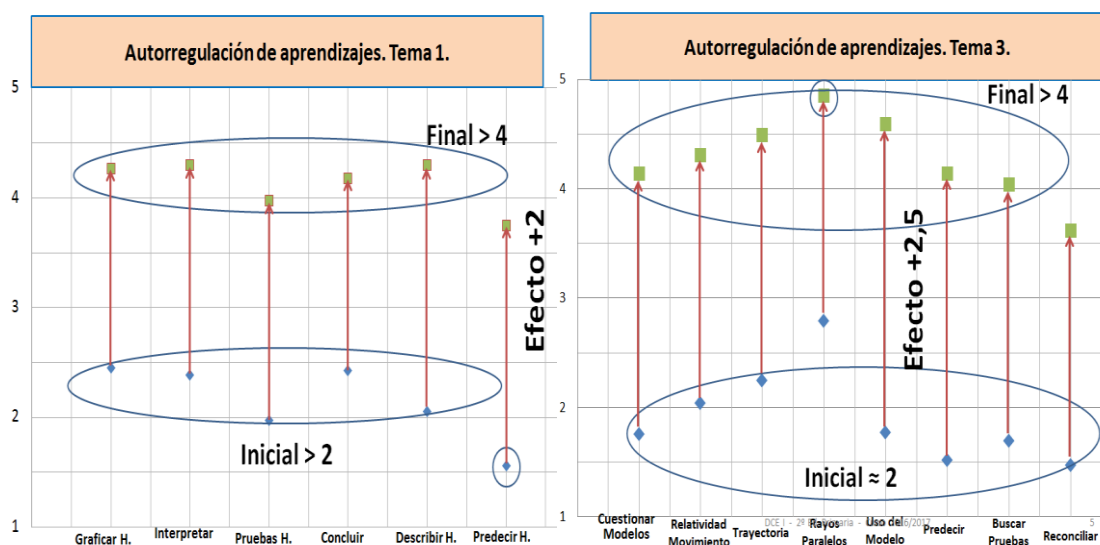 Autorregulación de aprendizajes. Tema 1.
5
4
3
2
1
Final > 4
Efecto +2
Inicial > 2
Graficar H.
Interpretar
Pruebas H.
Concluir
Describir H.
Predecir H.
Autorregulación de aprendizajes. Tema 3.
5
4
3
2
1
Final > 4
Efecto +2,5
Inicial ≈ 2
Cuestionar
Modelos
Relatividad
Movimiento
Trayectoria
Rayos
Paralelos
Uso del
Modelo
Predecir
Buscar
Pruebas
Reconciliar
DCE I - 2º
5